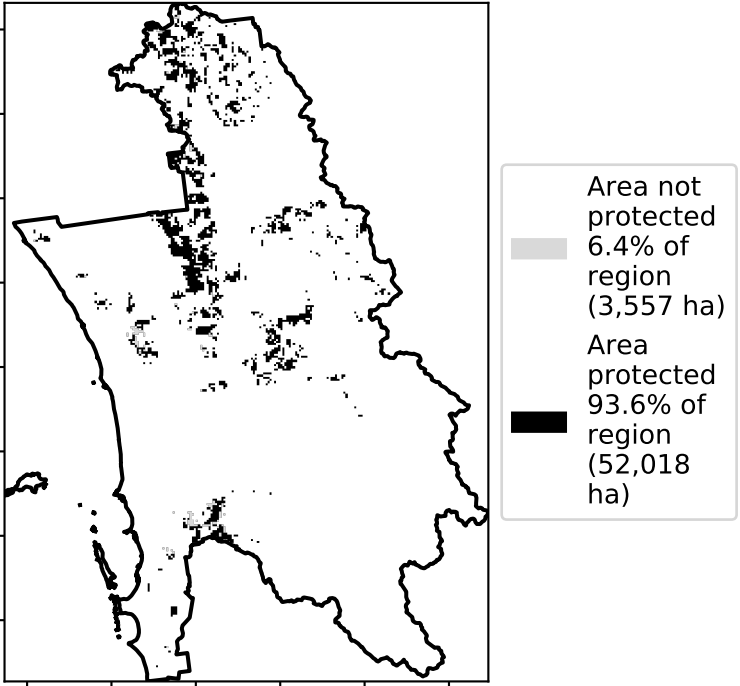 Area not
protected
6.4% of
region
(3,557 ha)
Area
protected
93.6% of
region
(52,018
ha)